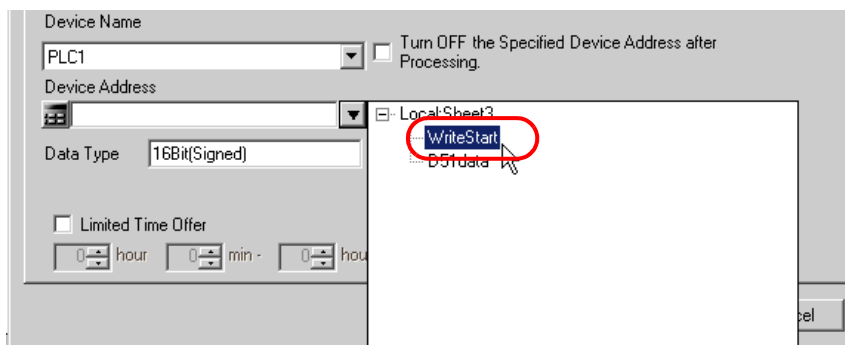 Device Name
PLC1
Turn OFF the Specified Device Address after
Processing.
Device Address
Local:Sheet3
WriteStart
D51data
Data Type 16Bit(Signed)
Limited Time Offer
0 hour 0 min - 0 hou
cel